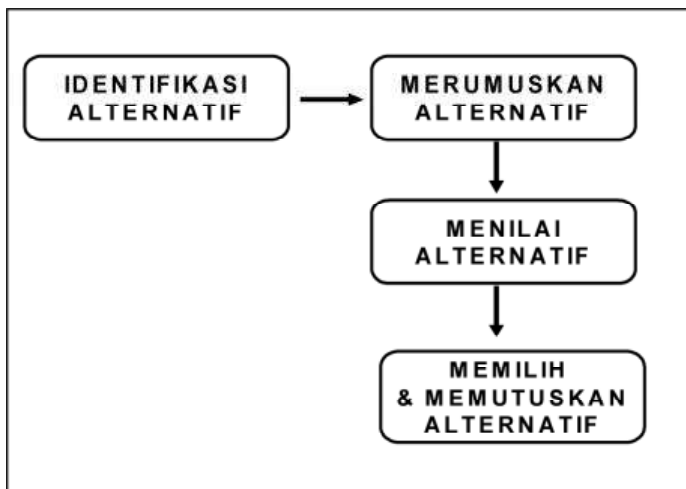 IDENTIFIKASI
ALTERNATIF
MERUMUSKAN
ALTERNATIF
MENILAI
ALTERNATIF
MEMILIH
& MEMUTUSKAN
ALTERNATIF